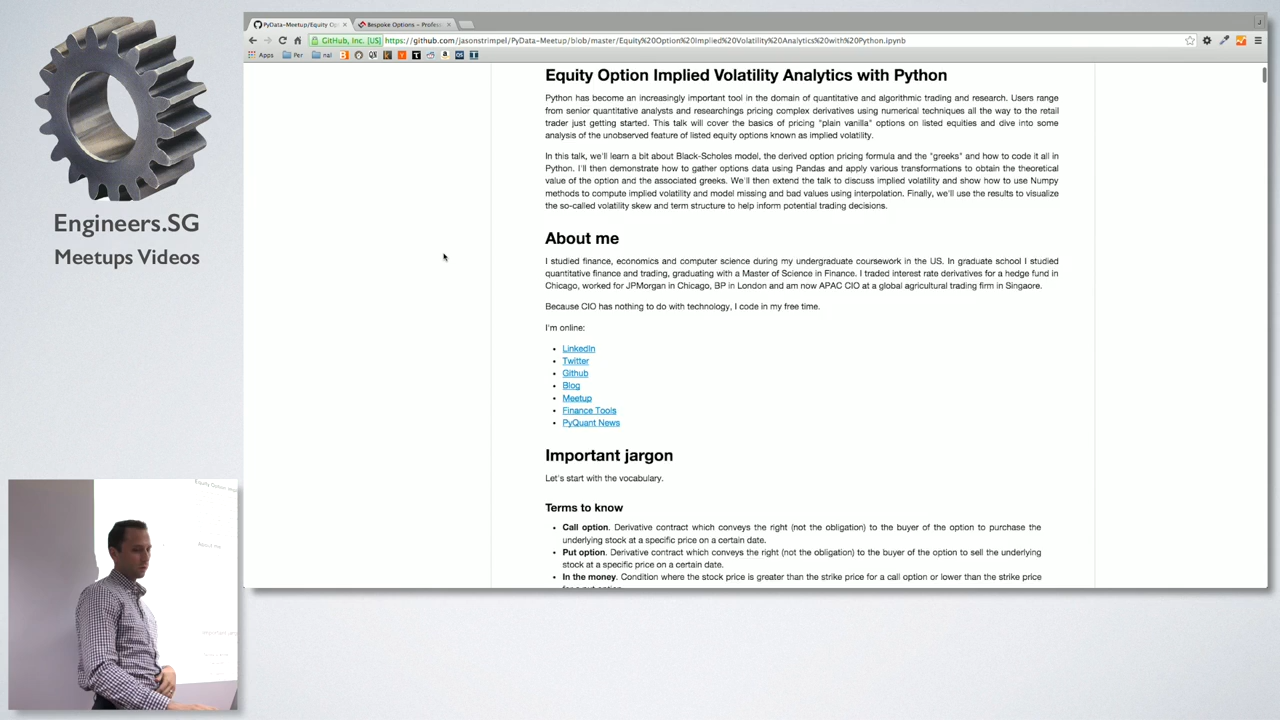 PyData-Meetup/Equity Op
Bespoke Options – Profess
GitHub, Inc. [US]
https://github.com/jasonstrimpel/PyData-Meetup/blob/master/Equity%20Option%20Implied%20Volatility%20Analytics%20with%20Python.ipynb
Apps
Per
nal
Engineers.SG
Meetups Videos
Equity Option Implied Volatility Analytics with Python
Python has become an increasingly important tool in the domain of quantitative and algorithmic trading and research. Users range
from senior quantitative analysts and researchings pricing complex derivatives using numerical techniques all the way to the retail
trader just getting started. This talk will cover the basics of pricing "plain vanilla" options on listed equities and dive into some
analysis of the unobserved feature of listed equity options known as implied volatility.
In this talk, we'll learn a bit about Black-Scholes model, the derived option pricing formula and the "greeks" and how to code it all in
Python. I'll then demonstrate how to gather options data using Pandas and apply various transformations to obtain the theoretical
value of the option and the associated greeks. We'll then extend the talk to discuss implied volatility and show how to use Numpy
methods to compute implied volatility and model missing and bad values using interpolation. Finally, we'll use the results to visualize
the so-called volatility skew and term structure to help inform potential trading decisions.
About me
I studied finance, economics and computer science during my undergraduate coursework in the US. In graduate school I studied
quantitative finance and trading, graduating with a Master of Science in Finance. I traded interest rate derivatives for a hedge fund in
Chicago, worked for JPMorgan in Chicago, BP in London and am now APAC CIO at a global agricultural trading firm in Singaore.
Because CIO has nothing to do with technology, I code in my free time.
I'm online:
• LinkedIn
• Twitter
• Github
• Blog
• Meetup
• Finance Tools
• PyQuant News
Important jargon
Let's start with the vocabulary.
Terms to know
• Call option. Derivative contract which conveys the right (not the obligation) to the buyer of the option to purchase the
underlying stock at a specific price on a certain date.
• Put option. Derivative contract which conveys the right (not the obligation) to the buyer of the option to sell the underlying
stock at a specific price on a certain date.
• In the money. Condition where the stock price is greater than the strike price for a call option or lower than the strike price